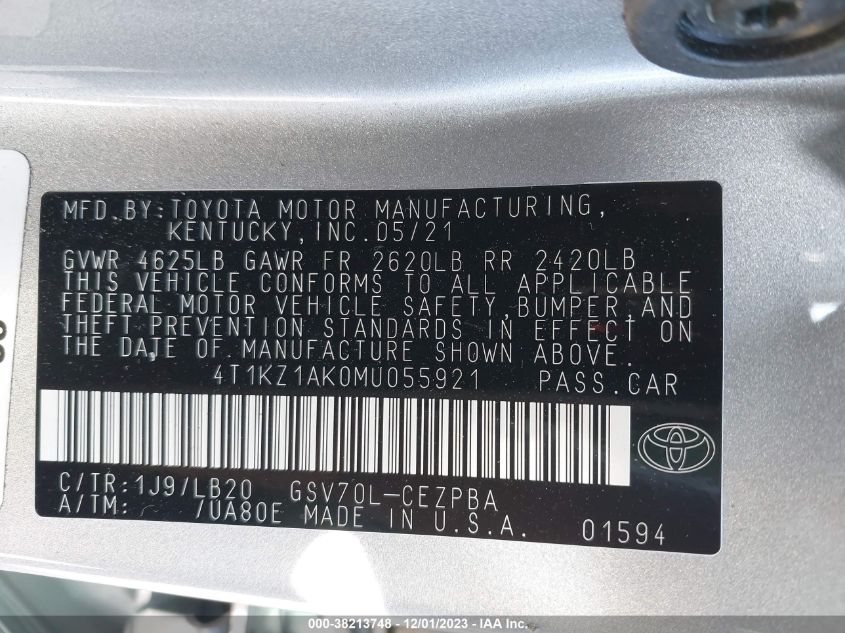 MFD. BY: TOYOTA MOTOR MANUFACTURING,
KENTUCKY, INC. 05/21
GVWR 4625LB GAWR FR 2620LB RR 2420LB
THIS VEHICLE CONFORMS TO ALL APPLICABLE
FEDERAL MOTOR VEHICLE SAFETY, BUMPER, AND
THEFT PREVENTION STANDARDS IN EFFECT ON
THE DATE OF MANUFACTURE SHOWN ABOVE.
4T1KZ1AK0MU055921 PASS. CAR
C/TR: 1J9/LB20 GSV70L-CEZPBA
A/TM: /UA80E MADE IN U.S.A. 01594
000-38213748 - 12/01/2023 - IAA